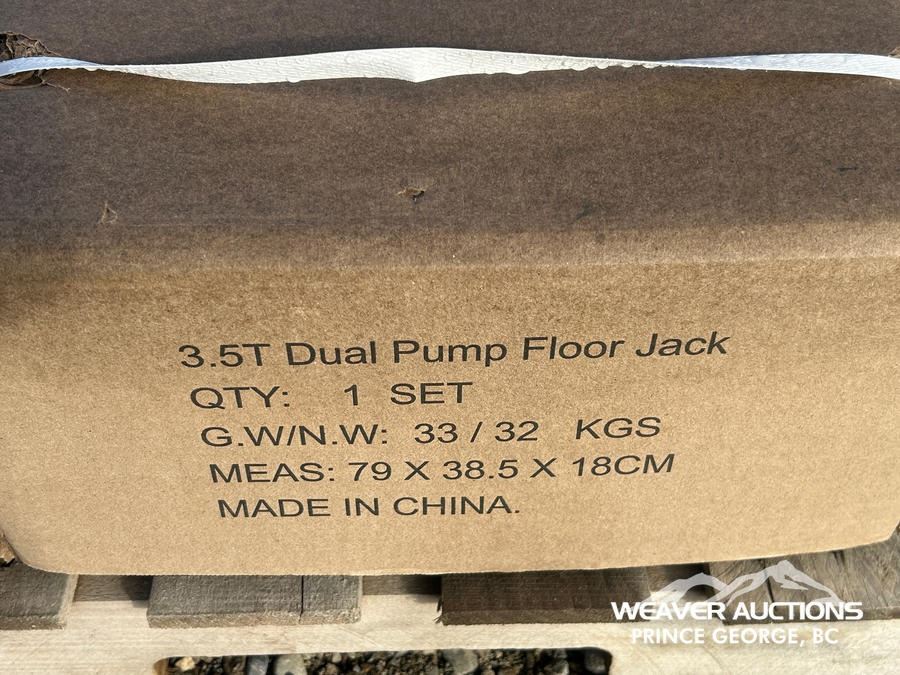 3.5T Dual Pump Floor Jack
QTY: 1 SET
G.W/N.W: 33 / 32 KGS
MEAS: 79 X 38.5 X 18CM
MADE IN CHINA.
WEAVER AUCTIONS
PRINCE GEORGE, BC